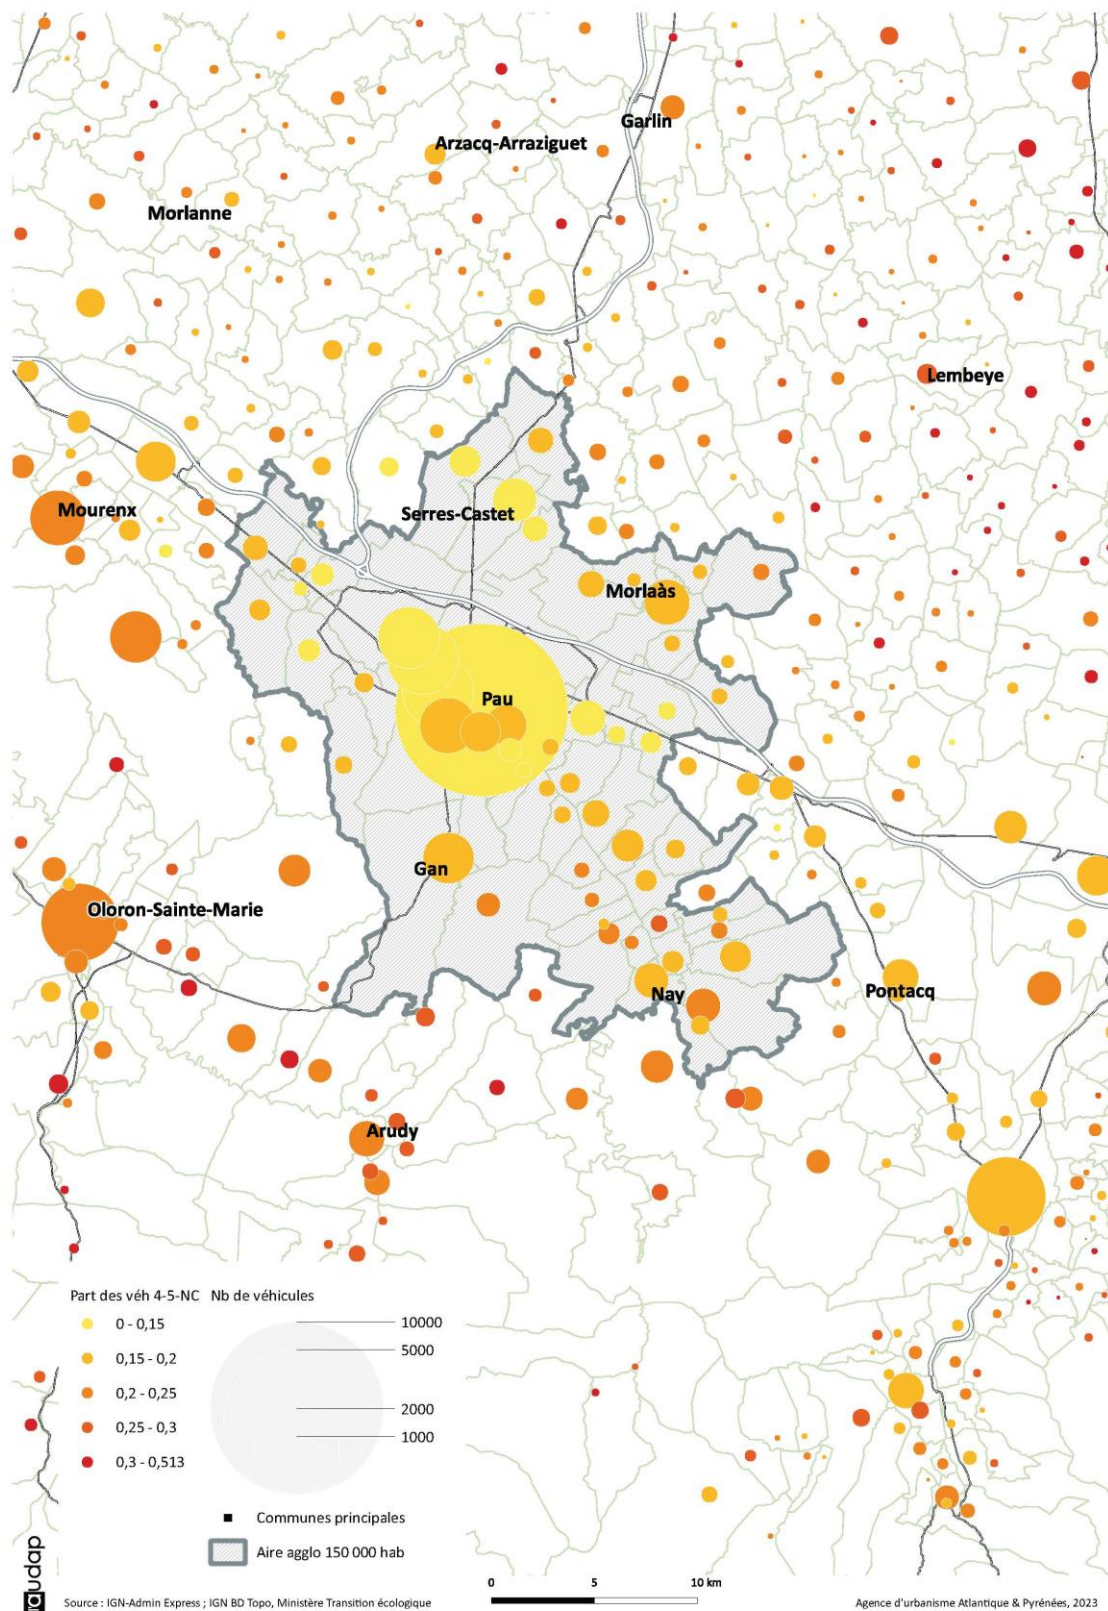 Garlin
Arzacq-Arraziguet
Morlanne
Lembeye
Mourenx
Serres-Castet
Morlaàs
Pau
Gan
Oloron-Sainte-Marie
Nay
Pontacq
Arudy
Part des véh 4-5-NC Nb de véhicules
0 - 0,15
0,15 - 0,2
0,2 - 0,25
0,25 - 0,3
0,3 - 0,513
10000
5000
2000
1000
Communes principales
Aire agglo 150 000 hab
audap
0 5 10 km
Source : IGN-Admin Express ; IGN BD Topo, Ministère Transition écologique
Agence d'urbanisme Atlantique & Pyrénées, 2023